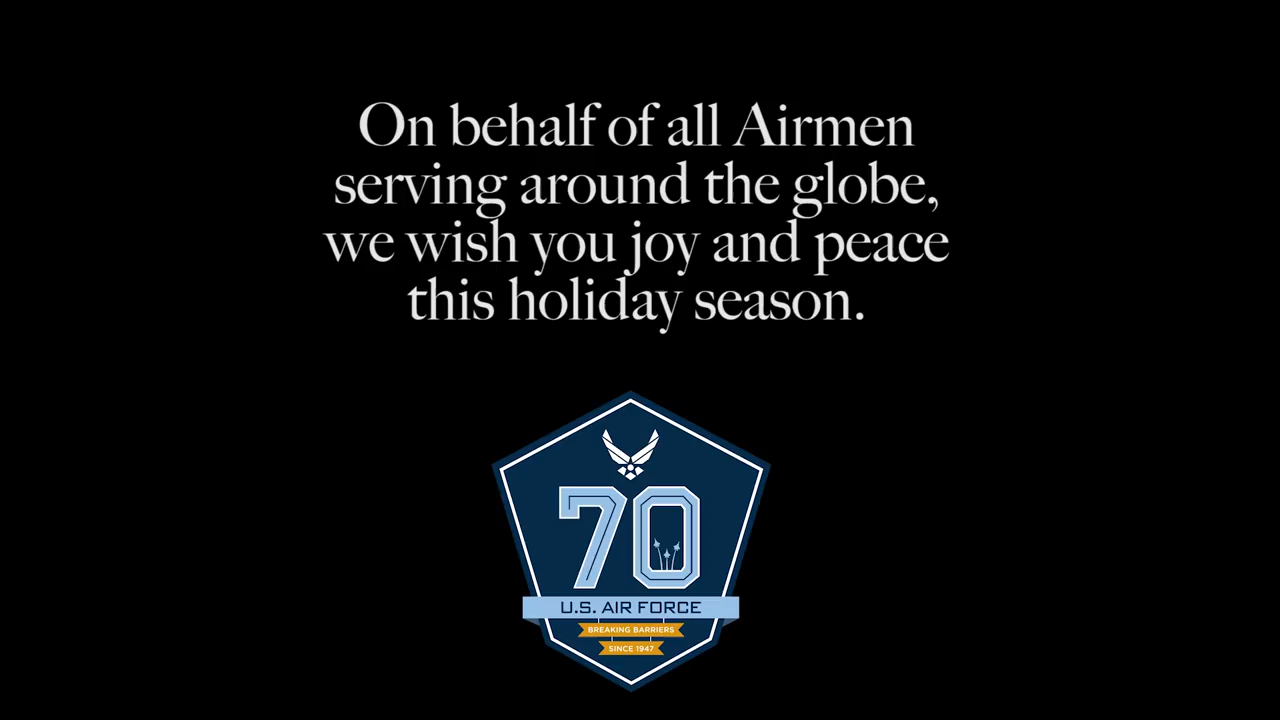 On behalf of all Airmen
serving around the globe,
we wish you joy and peace
this holiday season.
70
U.S. AIR FORCE
BREAKING BARRIERS
SINCE 1947